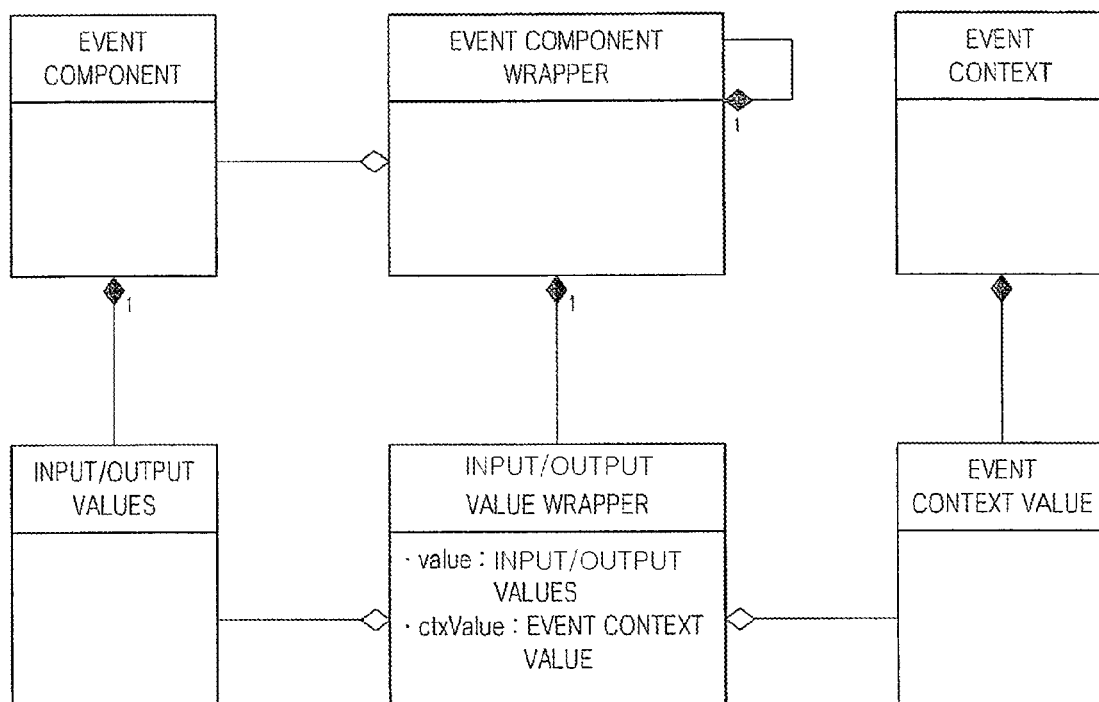 EVENT
COMPONENT
EVENT COMPONENT
WRAPPER
EVENT
CONTEXT
1
1
1
INPUT/OUTPUT
VALUES
INPUT/OUTPUT
VALUE WRAPPER
· value : INPUT/OUTPUT
VALUES
· ctxValue : EVENT CONTEXT
VALUE
EVENT
CONTEXT VALUE